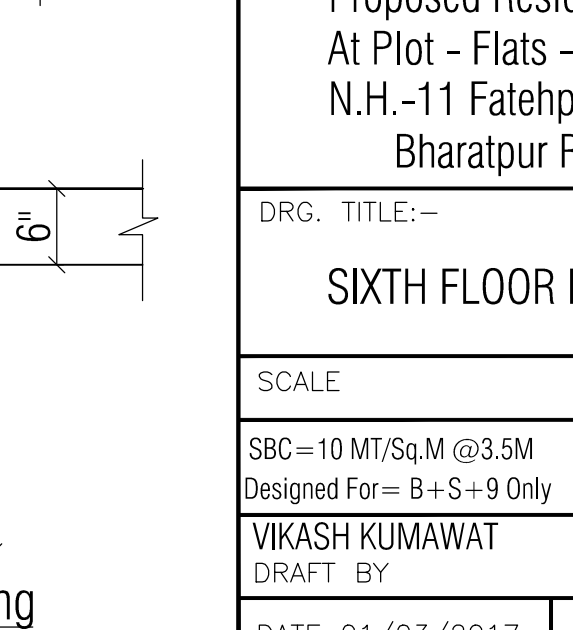 At Plot - Flats -
N.H.-11
Bharatpur
DRG. TITLE:-
6"
SIXTH FLOOR
SCALE
SBC=10 MT/Sq.M @3.5M
Designed For= B+S+9 Only
VIKASH KUMAWAT
DRAFT BY